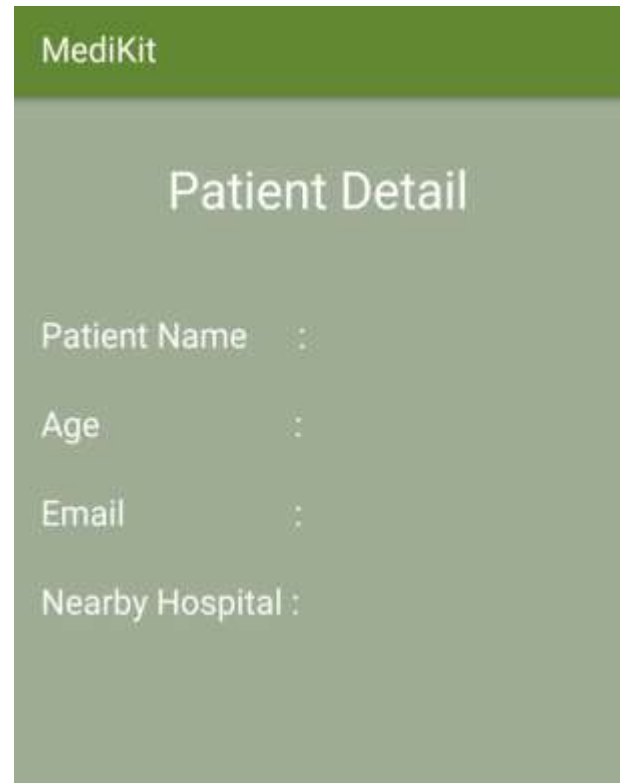 MediKit
Patient Detail
Patient Name :
Age :
Email :
Nearby Hospital :